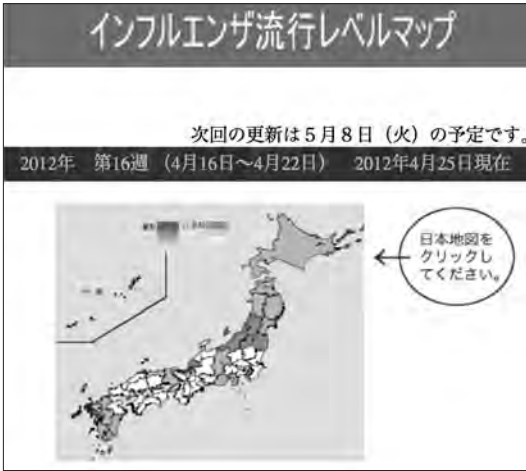 インフルエンザ流行レベルマップ
次回の更新は5月8日（火）の予定です。
2012年 第16週 （4月16日～4月22日） 2012年4月25日現在
日本地図を
クリックし
てください。